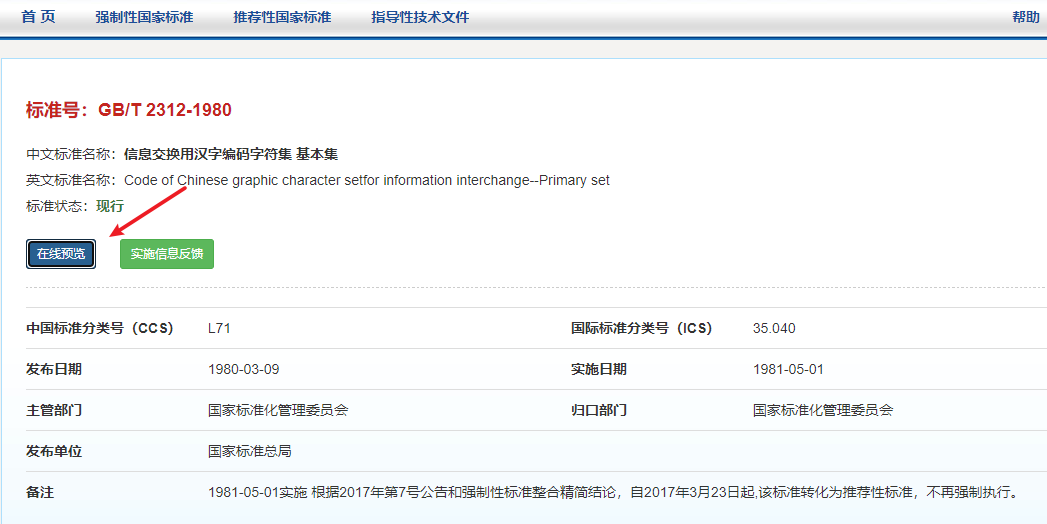 首 页 强制性国家标准 推荐性国家标准 指导性技术文件 帮助
标准号：GB/T 2312-1980
中文标准名称：信息交换用汉字编码字符集 基本集
英文标准名称：Code of Chinese graphic character setfor information interchange--Primary set
标准状态：现行
在线预览 实施信息反馈
中国标准分类号（CCS） L71 国际标准分类号（ICS） 35.040
发布日期 1980-03-09 实施日期 1981-05-01
主管部门 国家标准化管理委员会 归口部门 国家标准化管理委员会
发布单位 国家标准总局
备注 1981-05-01实施 根据2017年第7号公告和强制性标准整合精简结论，自2017年3月23日起,该标准转化为推荐性标准，不再强制执行。